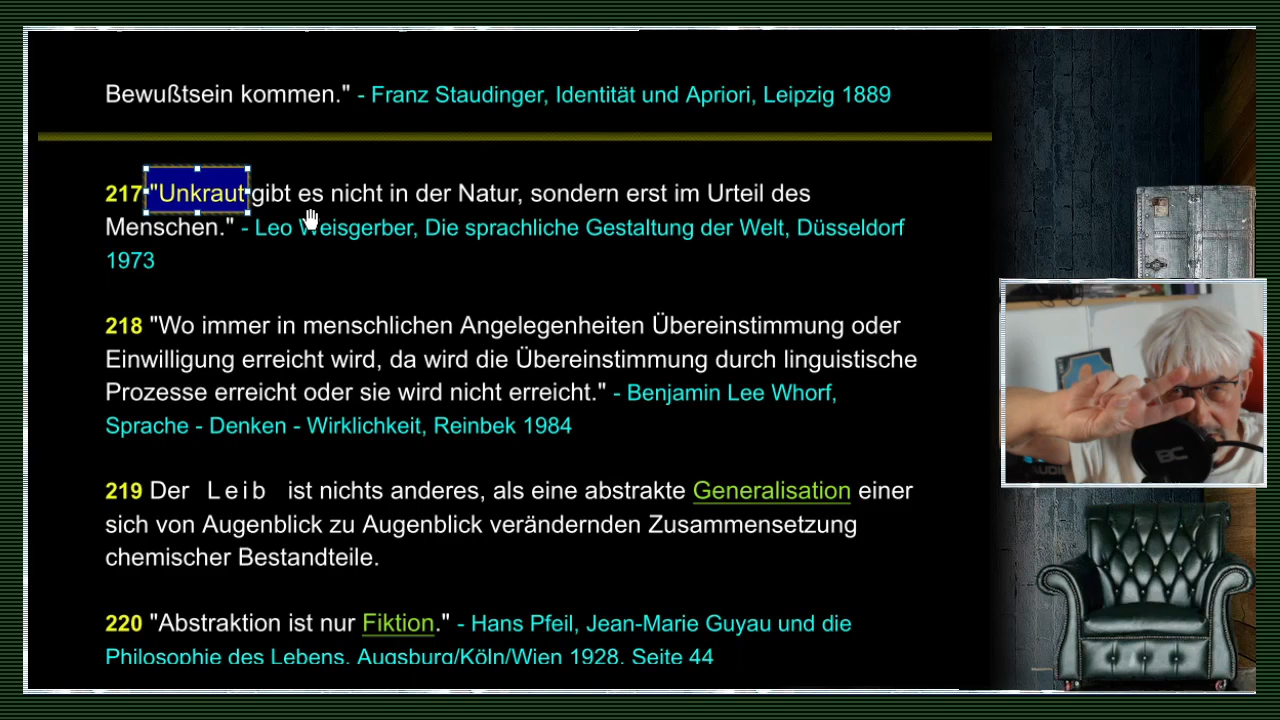 Bewußtsein kommen." - Franz Staudinger, Identität und Apriori, Leipzig 1889
217 "Unkraut gibt es nicht in der Natur, sondern erst im Urteil des
Menschen." - Leo Weisgerber, Die sprachliche Gestaltung der Welt, Düsseldorf
1973
218 "Wo immer in menschlichen Angelegenheiten Übereinstimmung oder
Einwilligung erreicht wird, da wird die Übereinstimmung durch linguistische
Prozesse erreicht oder sie wird nicht erreicht." - Benjamin Lee Whorf,
Sprache - Denken - Wirklichkeit, Reinbek 1984
219 Der Leib ist nichts anderes, als eine abstrakte Generalisation einer
sich von Augenblick zu Augenblick verändernden Zusammensetzung
chemischer Bestandteile.
220 "Abstraktion ist nur Fiktion." - Hans Pfeil, Jean-Marie Guyau und die
Philosophie des Lebens, Augsburg/Köln/Wien 1928, Seite 44